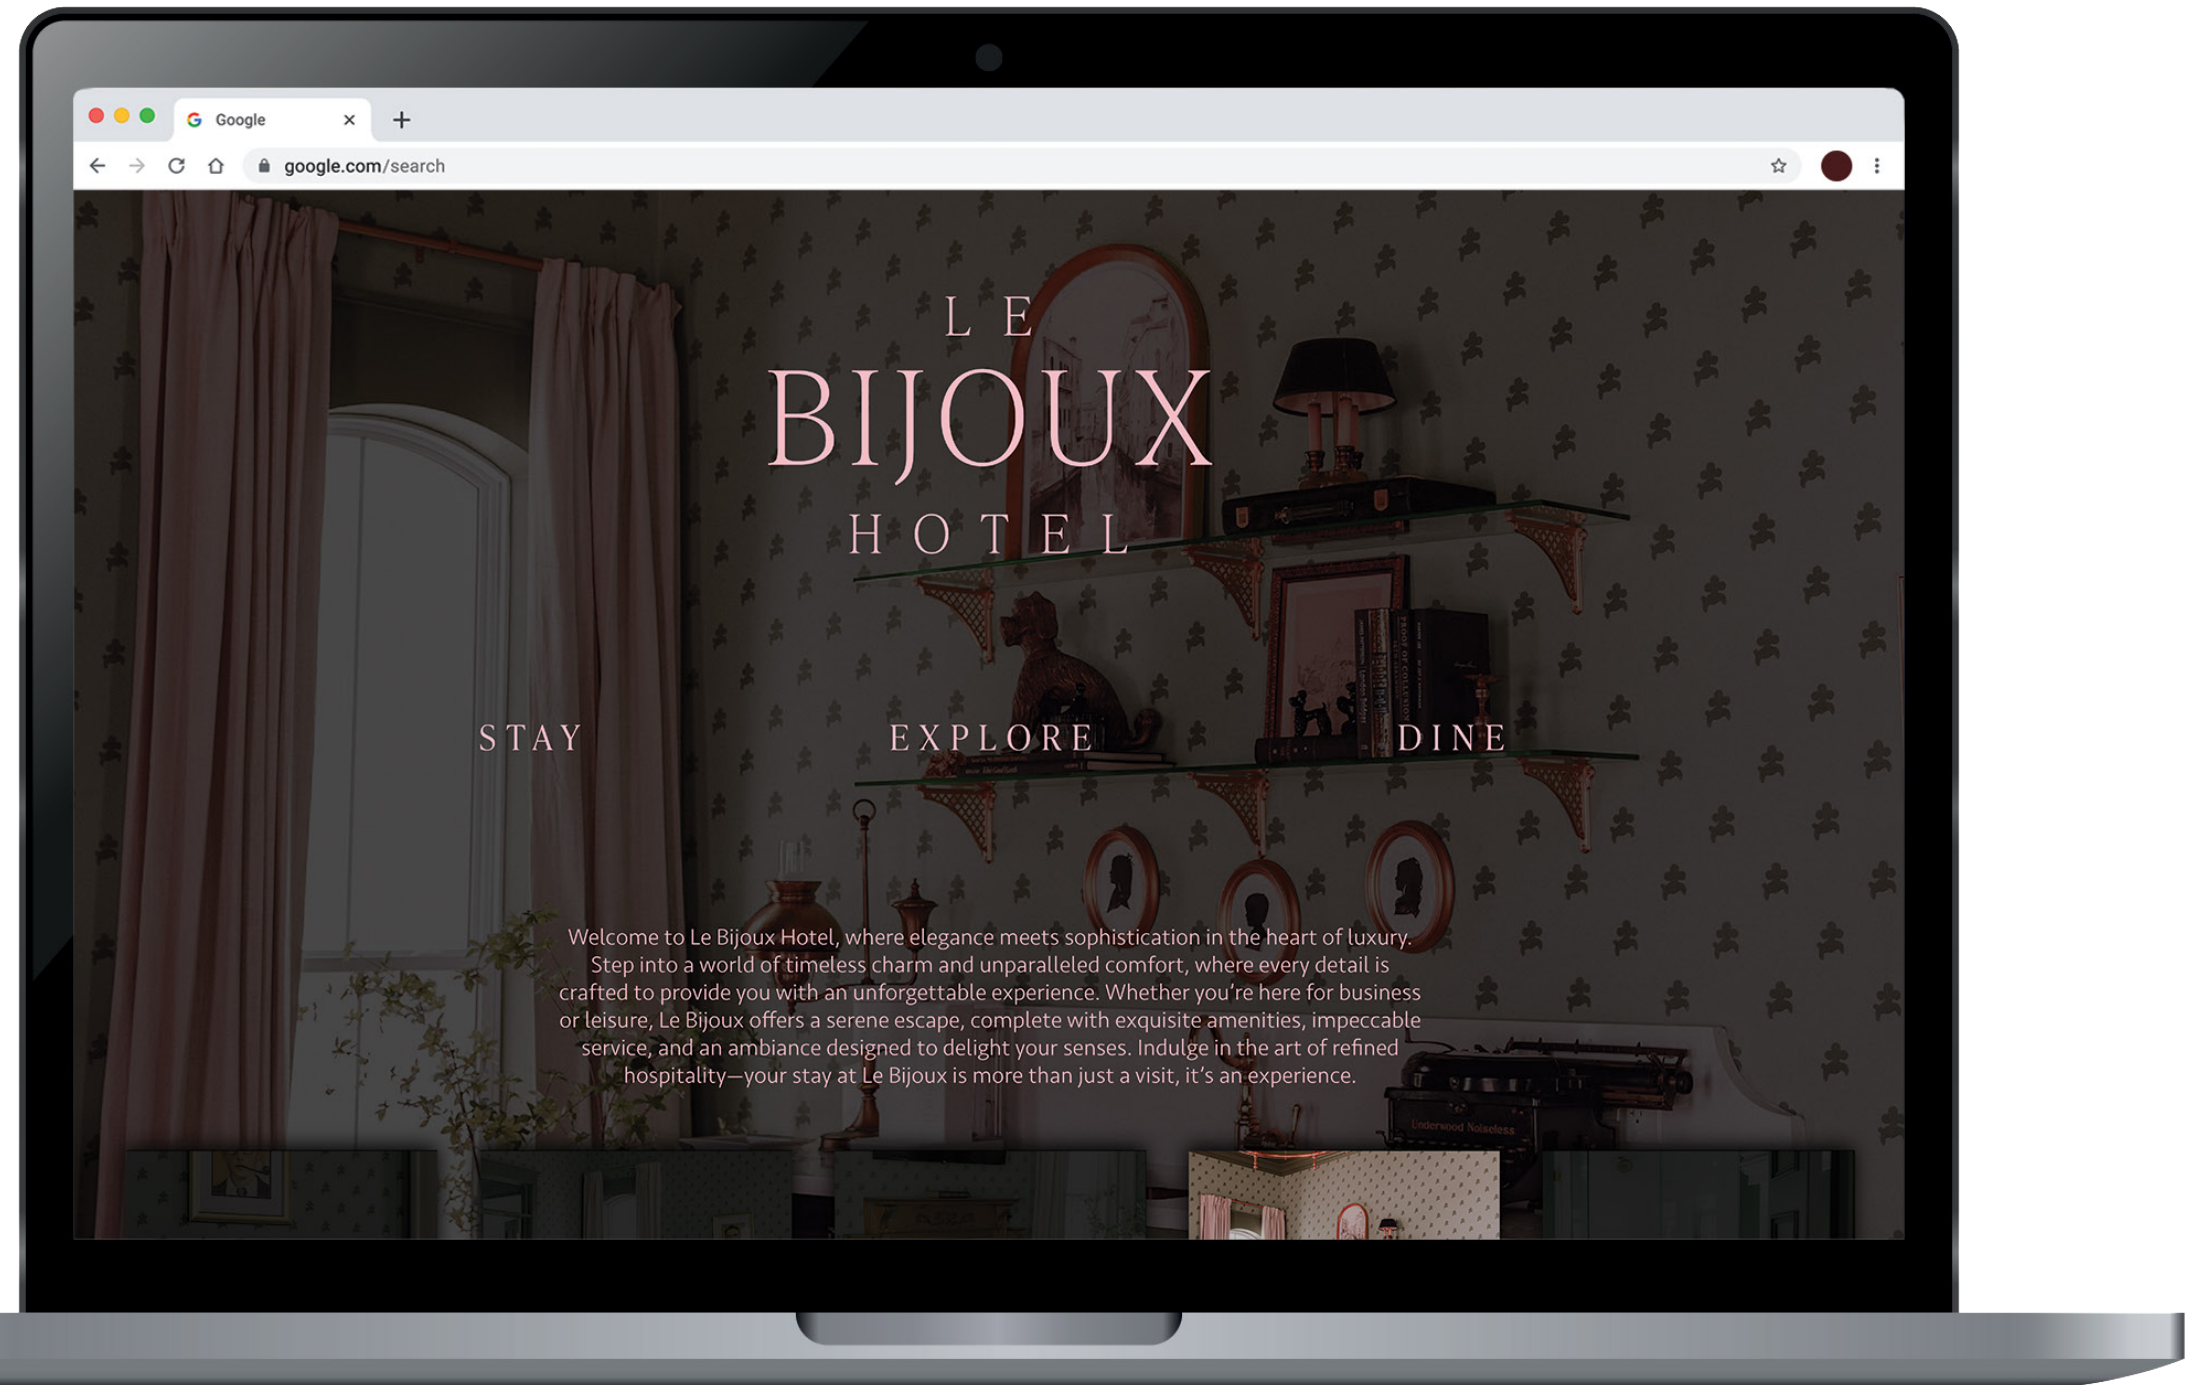 Google
google.com/search
LE
BIJOUX
HOTEL
STAY EXPLORE DINE
Welcome to Le Bijoux Hotel, where elegance meets sophistication in the heart of luxury.
Step into a world of timeless charm and unparalleled comfort, where every detail is
crafted to provide you with an unforgettable experience. Whether you’re here for business
or leisure, Le Bijoux offers a serene escape, complete with exquisite amenities, impeccable
service, and an ambiance designed to delight your senses. Indulge in the art of refined
hospitality—your stay at Le Bijoux is more than just a visit, it’s an experience.
Underwood Noiseless